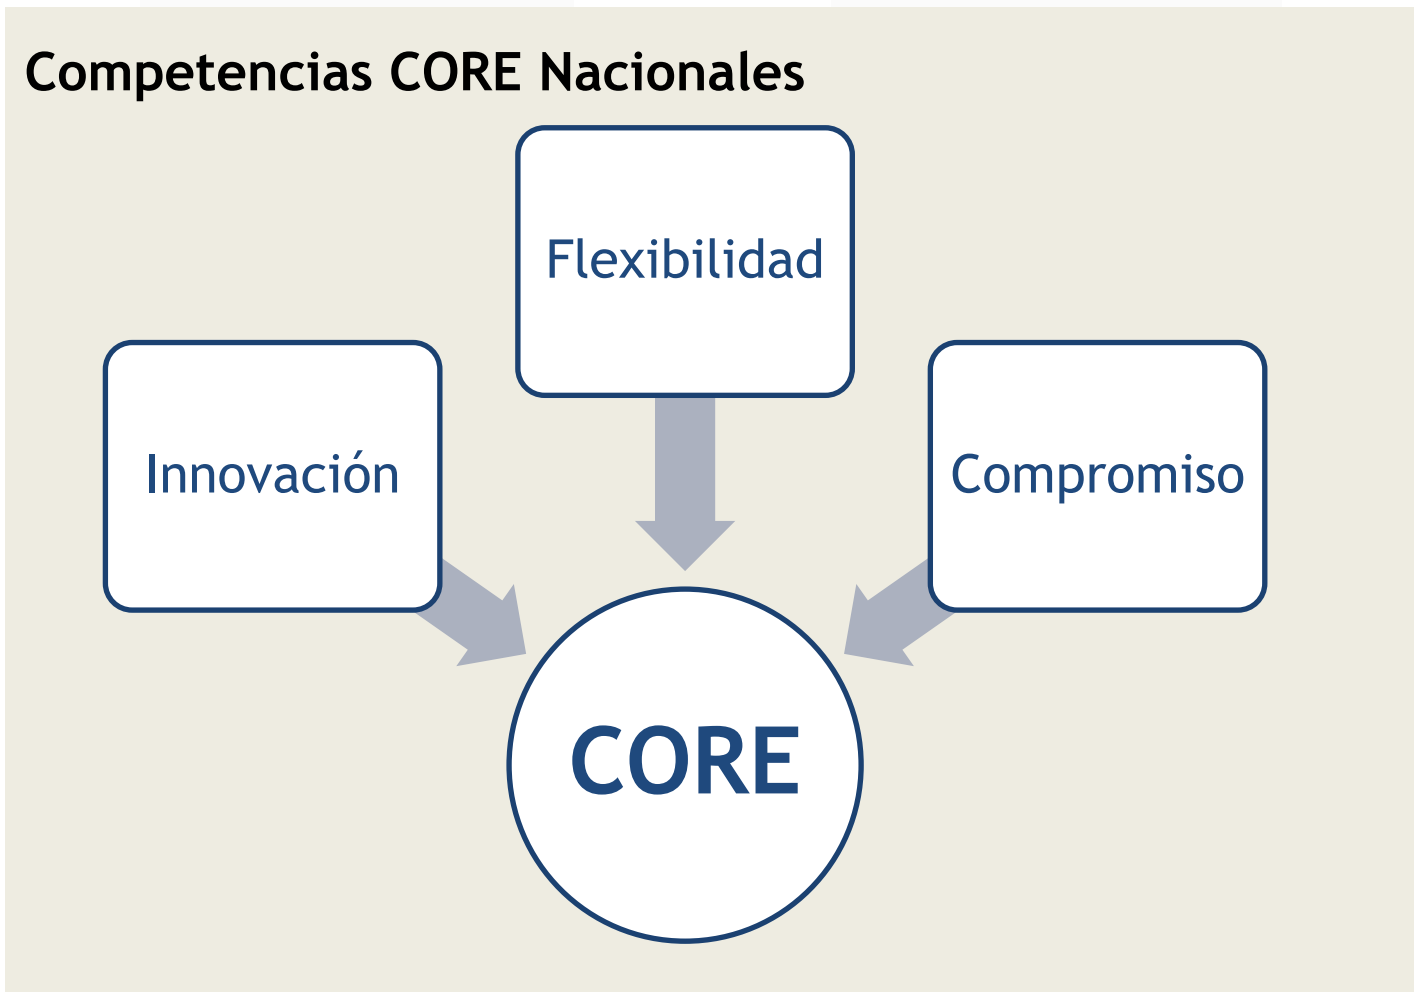 Competencias CORE Nacionales
Flexibilidad
Innovación
Compromiso
CORE